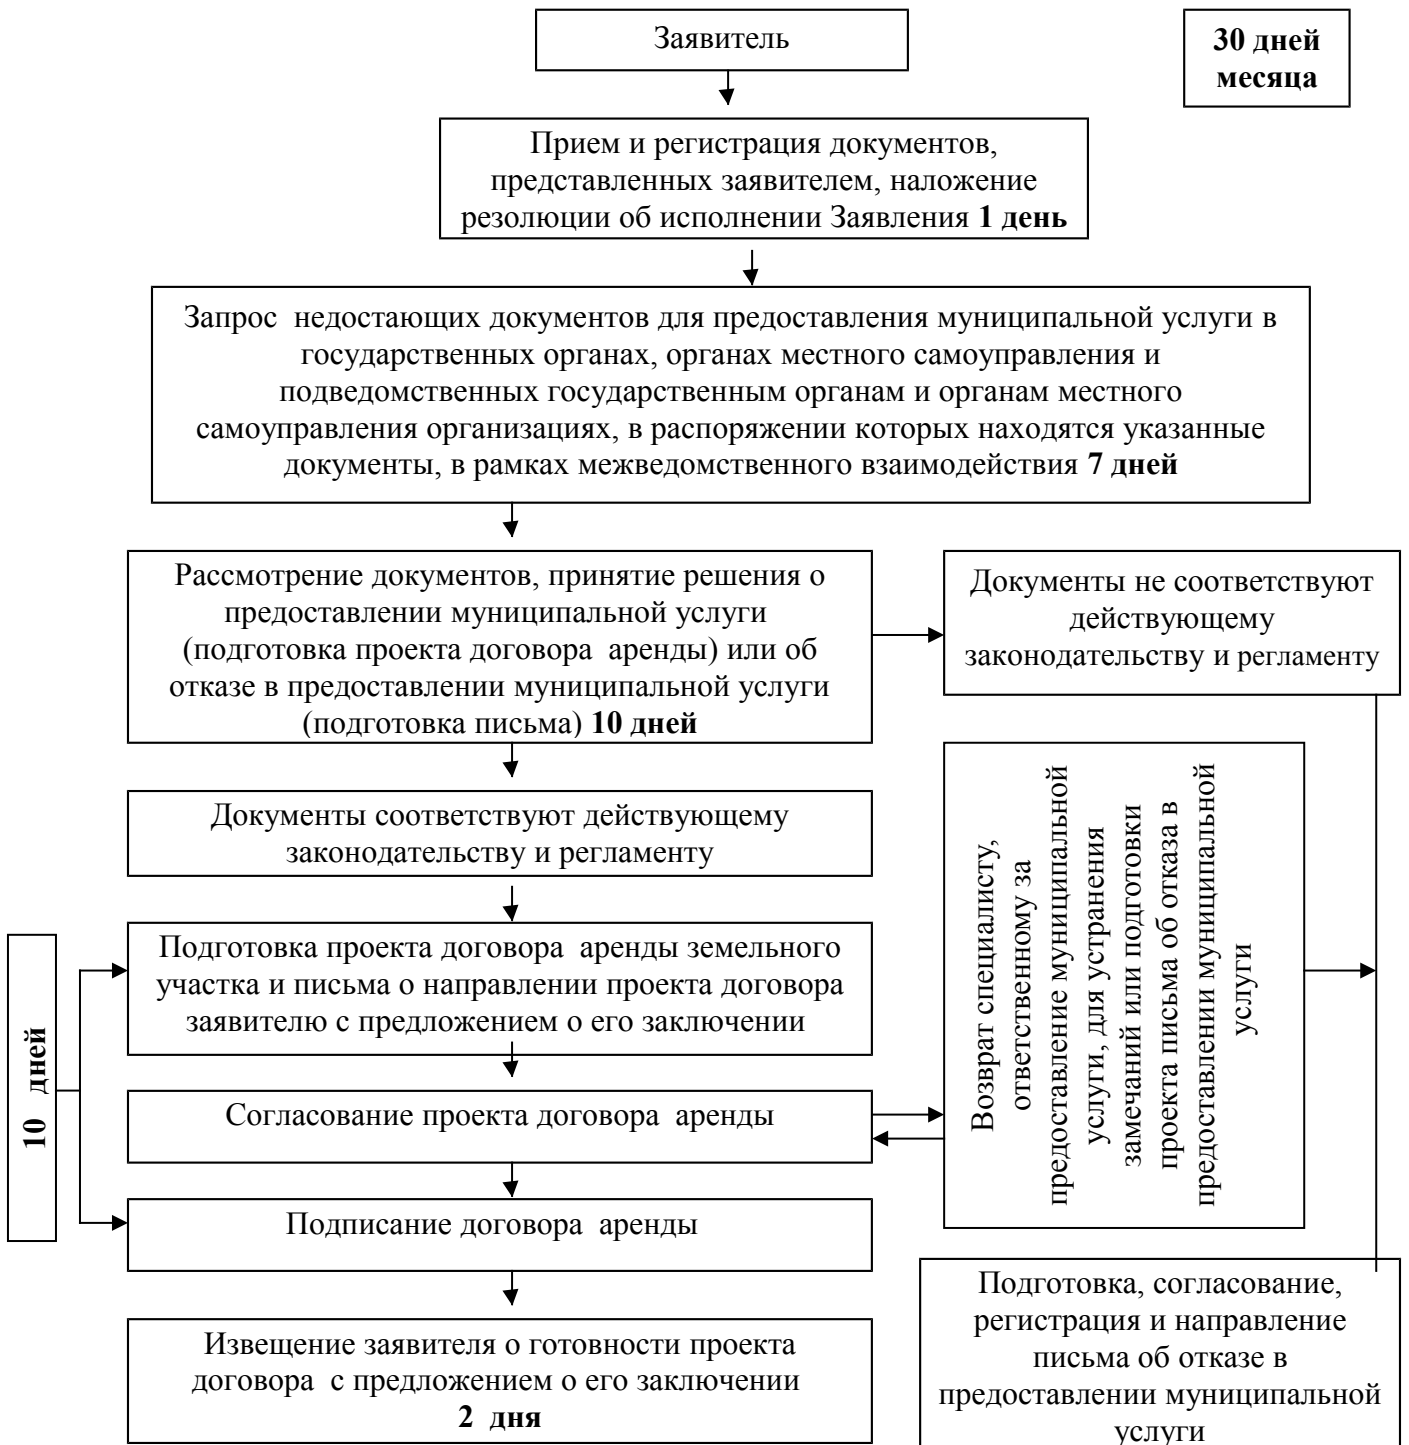 Заявитель
30 дней
месяца
Прием и регистрация документов,
представленных заявителем, наложение
резолюции об исполнении Заявления 1 день
Запрос недостающих документов для предоставления муниципальной услуги в
государственных органах, органах местного самоуправления и
подведомственных государственным органам и органам местного
самоуправления организациях, в распоряжении которых находятся указанные
документы, в рамках межведомственного взаимодействия 7 дней
Рассмотрение документов, принятие решения о
предоставлении муниципальной услуги
(подготовка проекта договора аренды) или об
отказе в предоставлении муниципальной услуги
(подготовка письма) 10 дней
Документы не соответствуют
действующему
законодательству и регламенту
Документы соответствуют действующему
законодательству и регламенту
Возврат специалисту,
ответственному за
предоставление муниципальной
услуги, для устранения
замечаний или подготовки
проекта письма об отказа в
предоставлении муниципальной
услуги
10 дней
Подготовка проекта договора аренды земельного
участка и письма о направлении проекта договора
заявителю с предложением о его заключении
Согласование проекта договора аренды
Подписание договора аренды
Извещение заявителя о готовности проекта
договора с предложением о его заключении
2 дня
Подготовка, согласование,
регистрация и направление
письма об отказе в
предоставлении муниципальной
услуги